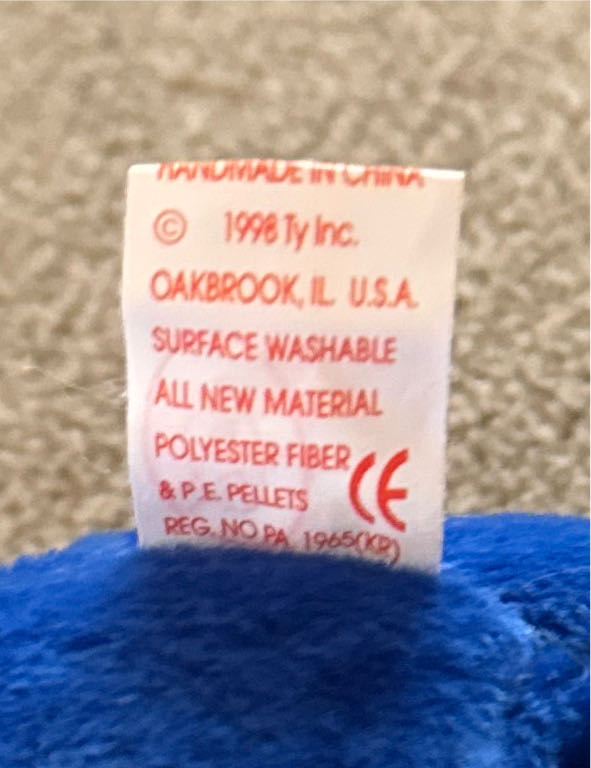 HANDMADE IN CHINA
© 1998 Ty Inc.
OAKBROOK, IL U.S.A.
SURFACE WASHABLE
ALL NEW MATERIAL
POLYESTER FIBER
& P.E. PELLETS
CE
REG. NO PA. 1965(KR)